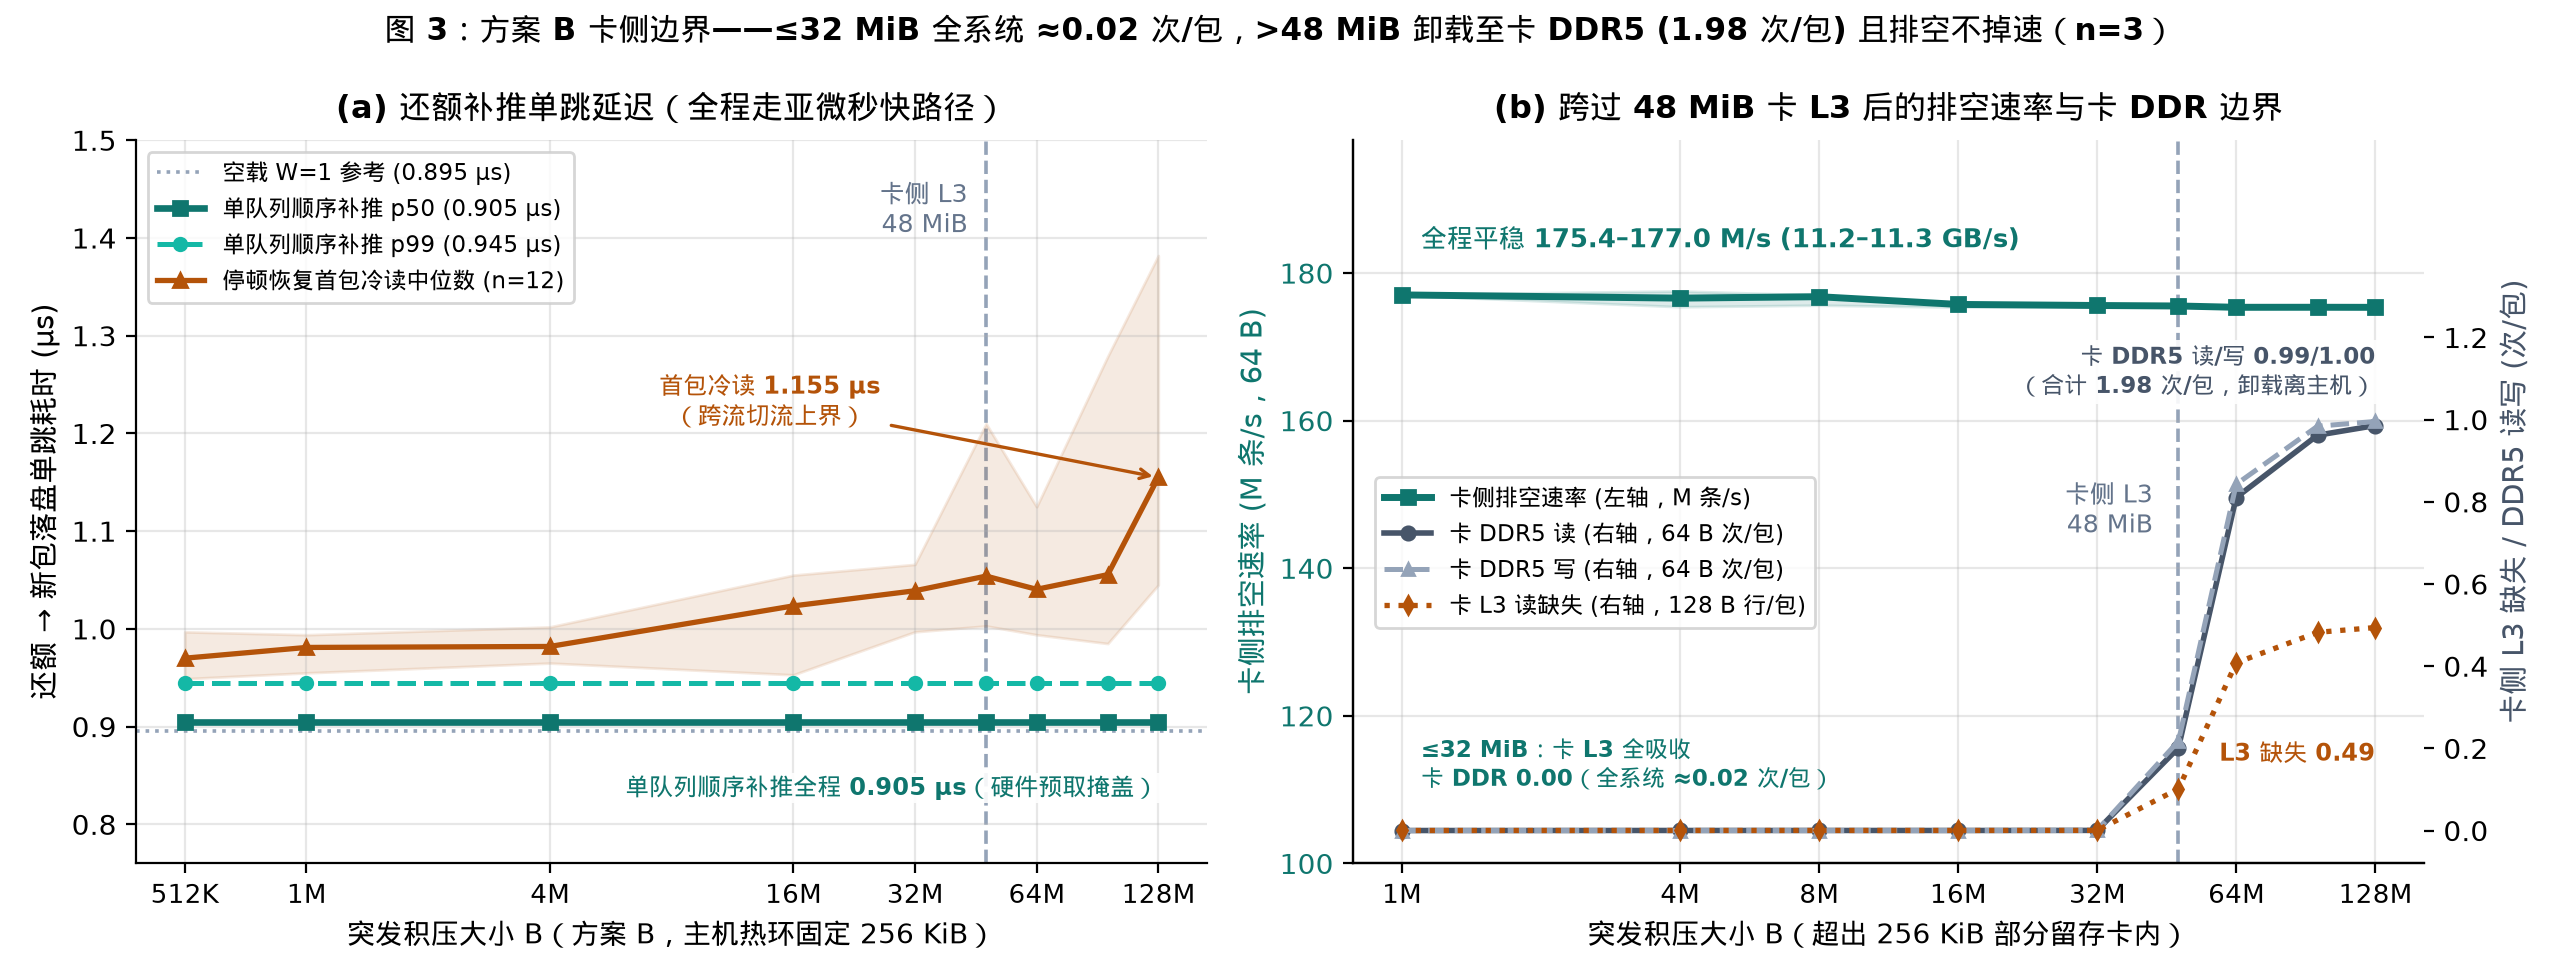 图 3：方案 B 卡侧边界——≤32 MiB 全系统 ≈0.02 次/包，>48 MiB 卸载至卡 DDR5 (1.98 次/包) 且排空不掉速（n=3）
(a) 还额补推单跳延迟（全程走亚微秒快路径）
还额 → 新包落盘单跳耗时 (μs)
1.5
1.4
1.3
1.2
1.1
1.0
0.9
0.8
空载 W=1 参考 (0.895 μs)
单队列顺序补推 p50 (0.905 μs)
单队列顺序补推 p99 (0.945 μs)
停顿恢复首包冷读中位数 (n=12)
卡侧 L3
48 MiB
首包冷读 1.155 μs
（跨流切流上界）
单队列顺序补推全程 0.905 μs（硬件预取掩盖）
512K 1M 4M 16M 32M 64M 128M
突发积压大小 B（方案 B，主机热环固定 256 KiB）
(b) 跨过 48 MiB 卡 L3 后的排空速率与卡 DDR 边界
卡侧排空速率 (M 条/s，64 B)
180
160
140
120
100
全程平稳 175.4–177.0 M/s (11.2–11.3 GB/s)
卡 DDR5 读/写 0.99/1.00
（合计 1.98 次/包，卸载离主机）
卡侧 L3
48 MiB
卡侧排空速率 (左轴，M 条/s)
卡 DDR5 读 (右轴，64 B 次/包)
卡 DDR5 写 (右轴，64 B 次/包)
卡 L3 读缺失 (右轴，128 B 行/包)
≤32 MiB：卡 L3 全吸收
卡 DDR 0.00（全系统 ≈0.02 次/包）
L3 缺失 0.49
1.2
1.0
0.8
0.6
0.4
0.2
0.0
卡侧 L3 缺失 / DDR5 读写 (次/包)
1M 4M 8M 16M 32M 64M 128M
突发积压大小 B（超出 256 KiB 部分留存卡内）